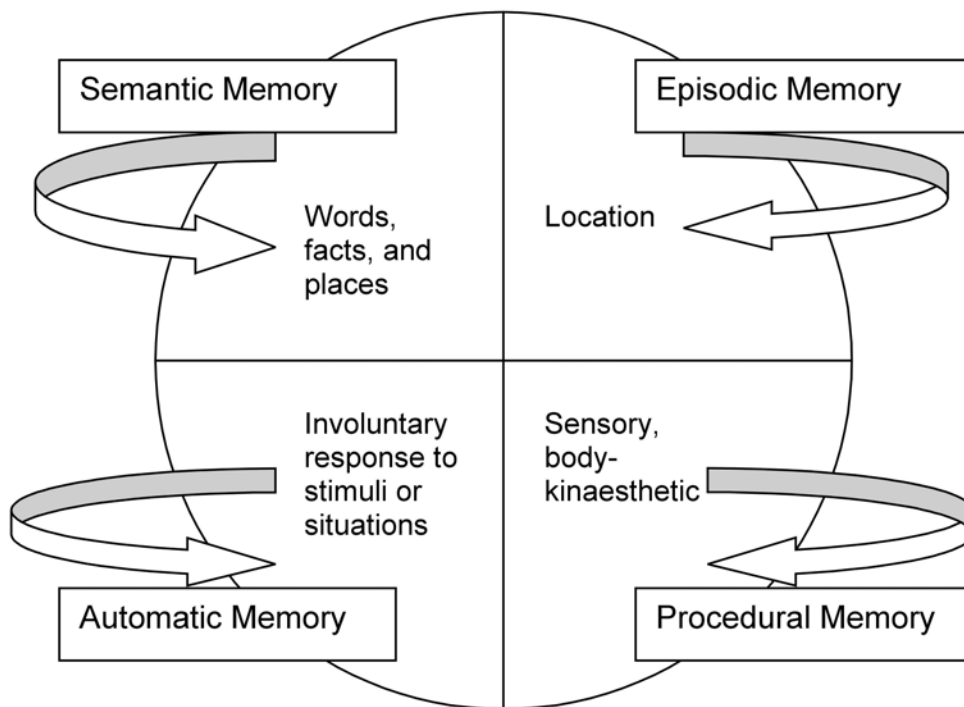 Semantic Memory
Episodic Memory
Words,
facts, and
places
Location
Involuntary
response to
stimuli or
situations
Sensory,
body-
kinaesthetic
Automatic Memory
Procedural Memory